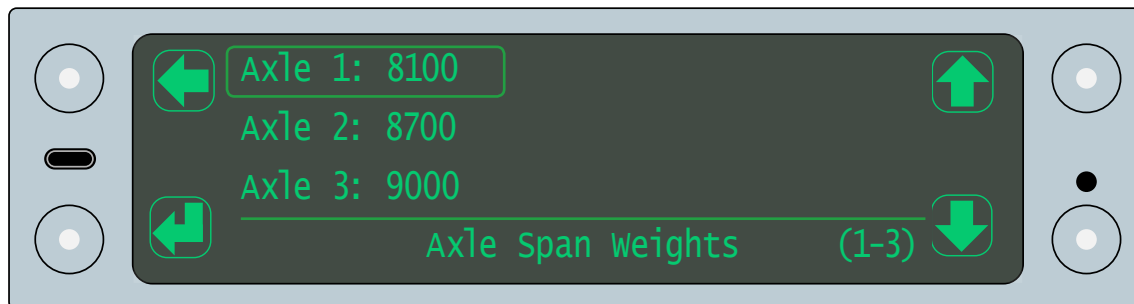 Axle 1: 8100
Axle 2: 8700
Axle 3: 9000
Axle Span Weights (1-3)